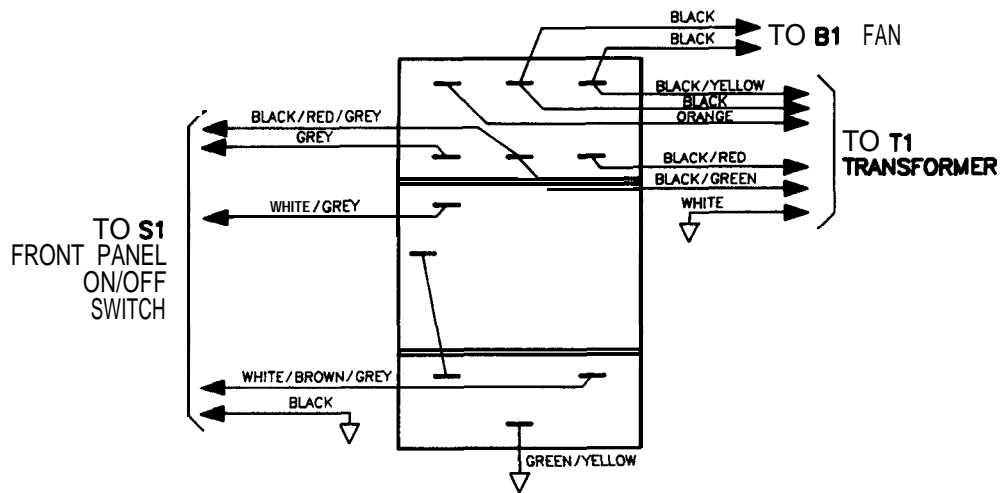 BLACK
BLACK
TO B1 FAN
BLACK/YELLOW
BLACK
ORANGE
BLACK/RED/GREY
GREY
TO T1
TRANSFORMER
BLACK/RED
BLACK/GREEN
WHITE
WHITE/GREY
TO S1
FRONT PANEL
ON/OFF
SWITCH
WHITE/BROWN/GREY
BLACK
GREEN/YELLOW